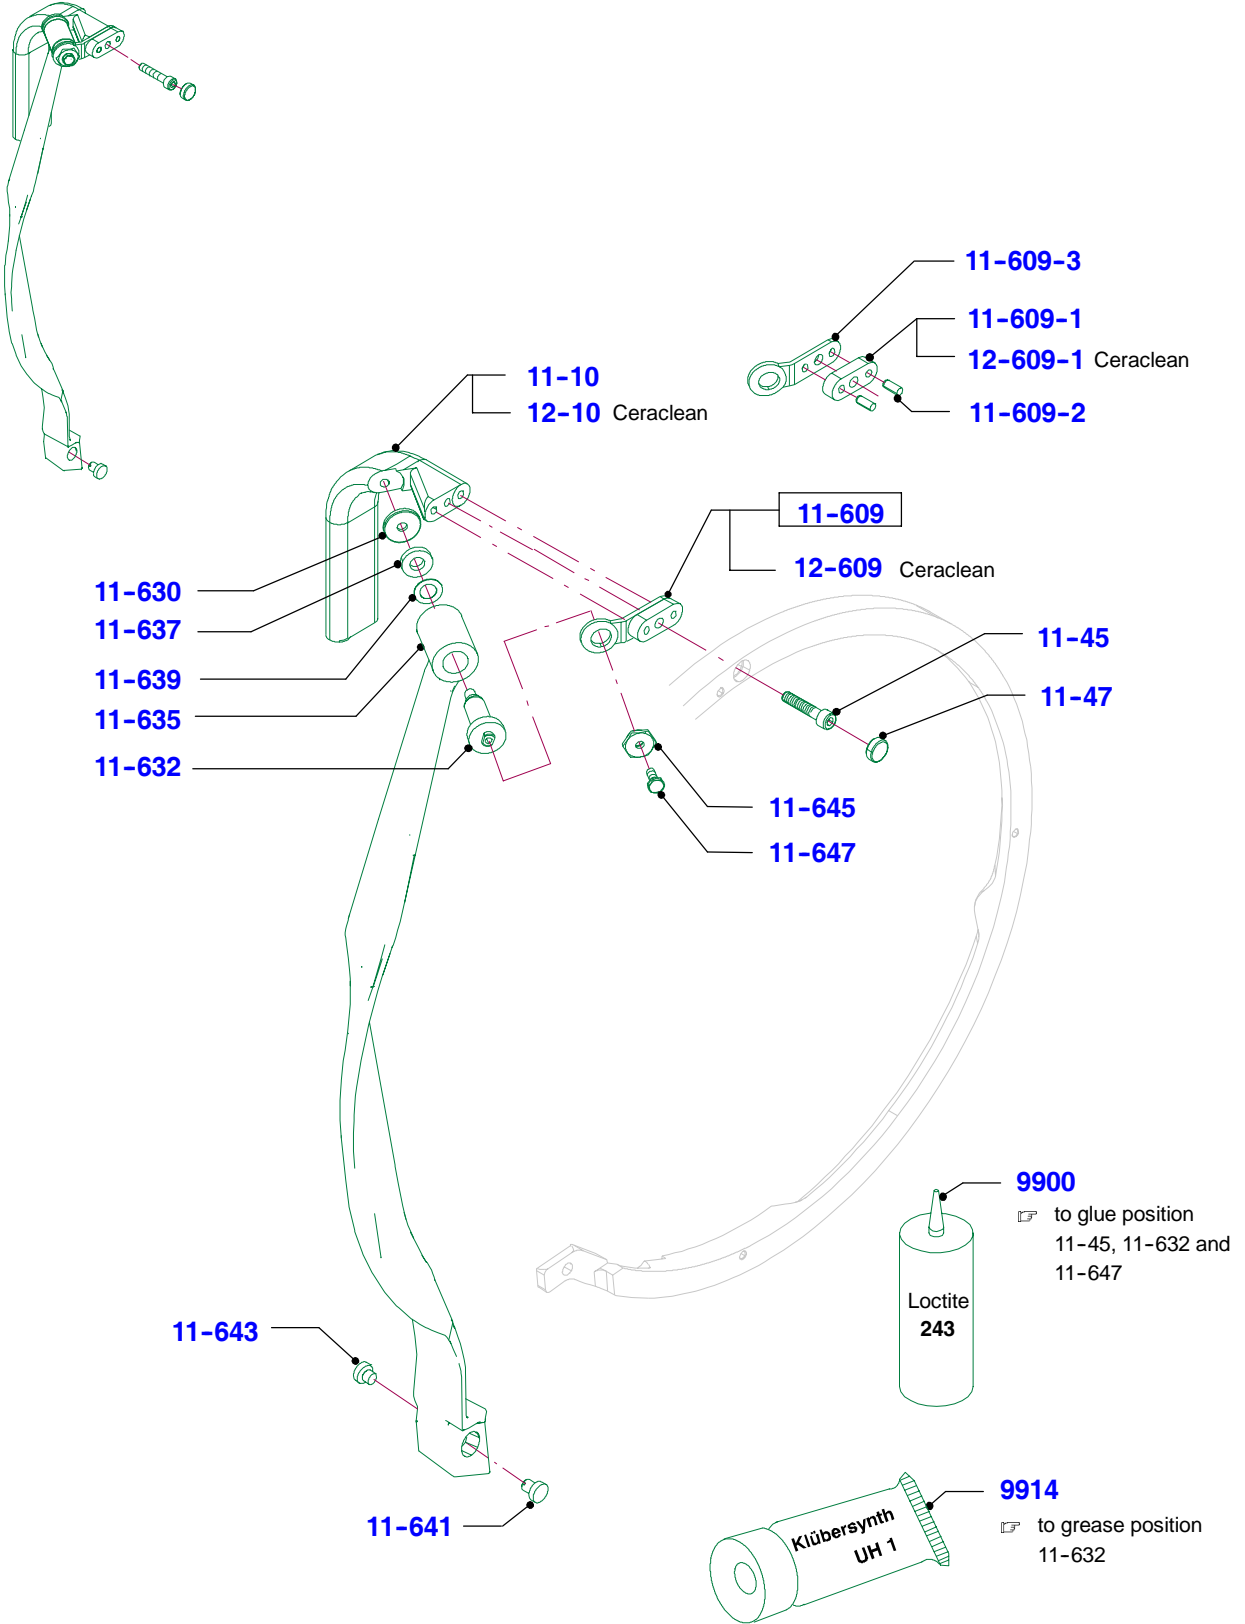 11-609-3
11-609-1
12-609-1 Ceraclean
11-609-2
11-10
12-10 Ceraclean
11-609
12-609 Ceraclean
11-630
11-637
11-639
11-635
11-632
11-45
11-47
11-645
11-647
9900
☞ to glue position
11-45, 11-632 and
11-647
Loctite
243
11-643
11-641
9914
☞ to grease position
11-632
Klübersynth
UH 1